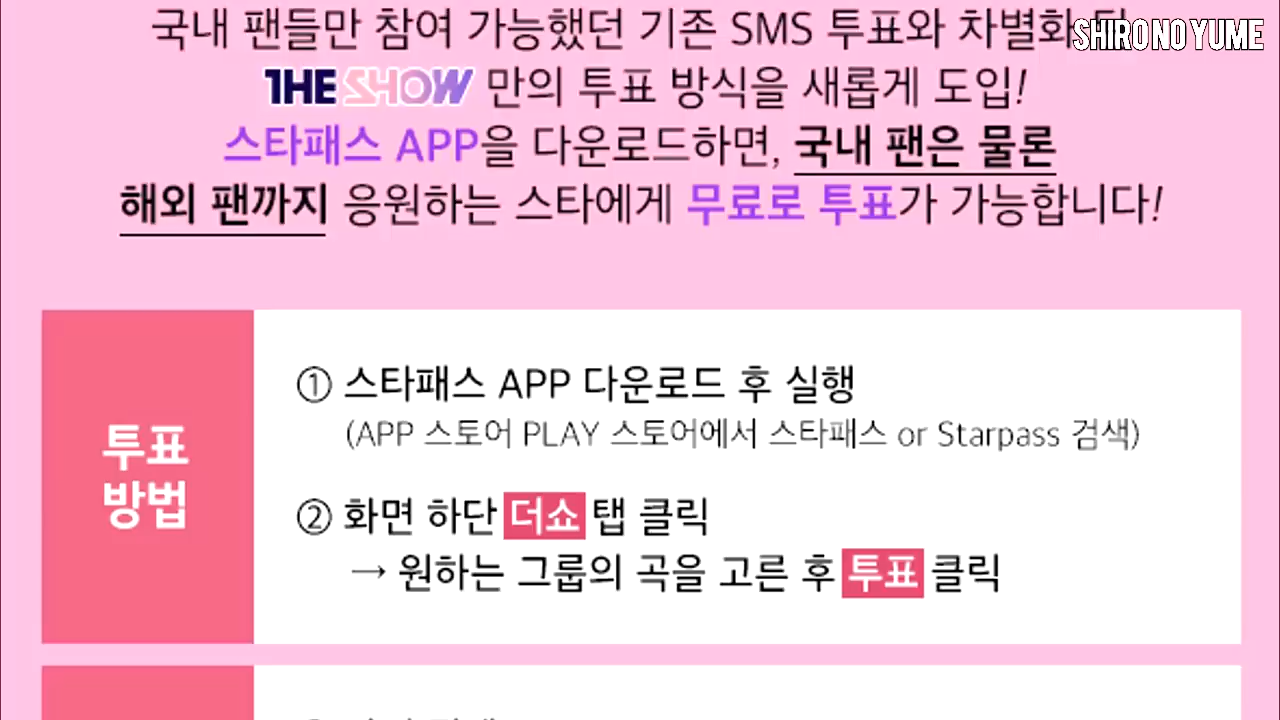 국내 팬들만 참여 가능했던 기존 SMS 투표와 차별화
SHIRONOYUME
THE SHOW 만의 투표 방식을 새롭게 도입!
스타패스 APP을 다운로드하면, 국내 팬은 물론
해외 팬까지 응원하는 스타에게 무료로 투표가 가능합니다!
투표
방법
① 스타패스 APP 다운로드 후 실행
(APP 스토어 PLAY 스토어에서 스타패스 or Starpass 검색)
② 화면 하단 더쇼 탭 클릭
→ 원하는 그룹의 곡을 고른 후 투표 클릭